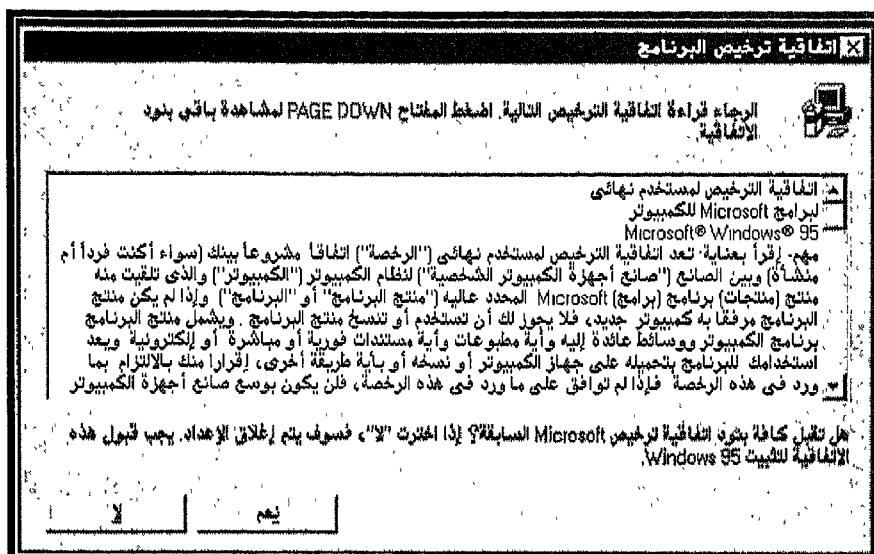 اتفاقية ترخيص البرنامج
الرجاء قراءة اتفاقية الترخيص التالية. اضغط المفتاح PAGE DOWN لمشاهدة باقي بنود
الاتفاقية.
اتفاقية الترخيص لمستخدم نهائى
لبرامج Microsoft للكمبيوتر
Microsoft® Windows® 95
مهم- إقرأ بعناية: تعد اتفاقية الترخيص لمستخدم نهائى ("الرخصة") اتفاقاً مشروعاً بينك (سواء أكنت فرداً أم
منشأة) وبين الصانع ("صانع أجهزة الكمبيوتر الشخصية") لنظام الكمبيوتر ("الكمبيوتر") والذى تلقيت منه
منتج (منتجات) برنامج (برامج) Microsoft المحدد عاليه ("منتج البرنامج" أو "البرنامج") وإذا لم يكن منتج
البرنامج مرفقا به كمبيوتر جديد، فلا يجوز لك أن تستخدم أو تنسخ منتج البرنامج. ويشمل منتج البرنامج
برنامج الكمبيوتر ووسائط عائدة إليه وأية مطبوعات وأية مستندات فورية أو مباشرة أو إلكترونية ويعد
استخدامك للبرنامج بتحميله على جهاز الكمبيوتر أو نسخه أو بأية طريقة أخرى، إقرارا منك بالالتزام بما
ورد فى هذه الرخصة فإذا لم توافق على ما ورد فى هذه الرخصة، فلن يكون بوسع صانع أجهزة الكمبيوتر
هل تقبل كافة بنود اتفاقية ترخيص Microsoft السابقة؟ إذا اخترت "لا"، فسوف يتم إغلاق الإعداد. يجب قبول هذه
الاتفاقية لتثبيت Windows 95.
نعم
لا